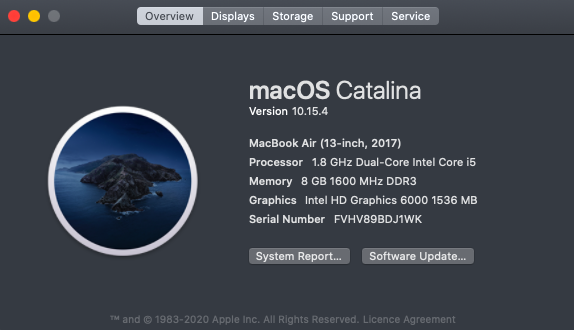 Overview Displays Storage Support Service
macOS Catalina
Version 10.15.4
MacBook Air (13-inch, 2017)
Processor 1.8 GHz Dual-Core Intel Core i5
Memory 8 GB 1600 MHz DDR3
Graphics Intel HD Graphics 6000 1536 MB
Serial Number FVHV89BDJ1WK
System Report... Software Update...
™ and © 1983-2020 Apple Inc. All Rights Reserved. Licence Agreement